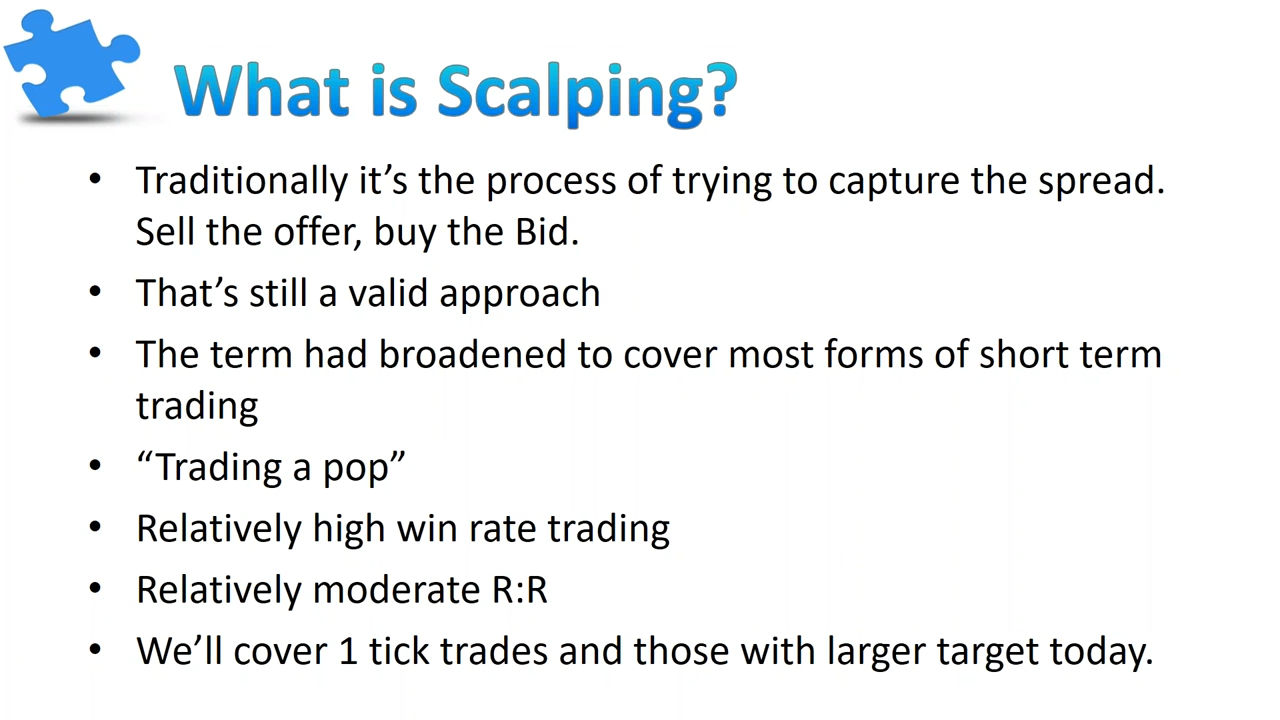 What is Scalping?
• Traditionally it’s the process of trying to capture the spread.
Sell the offer, buy the Bid.
• That’s still a valid approach
• The term had broadened to cover most forms of short term
trading
• “Trading a pop”
• Relatively high win rate trading
• Relatively moderate R:R
• We’ll cover 1 tick trades and those with larger target today.